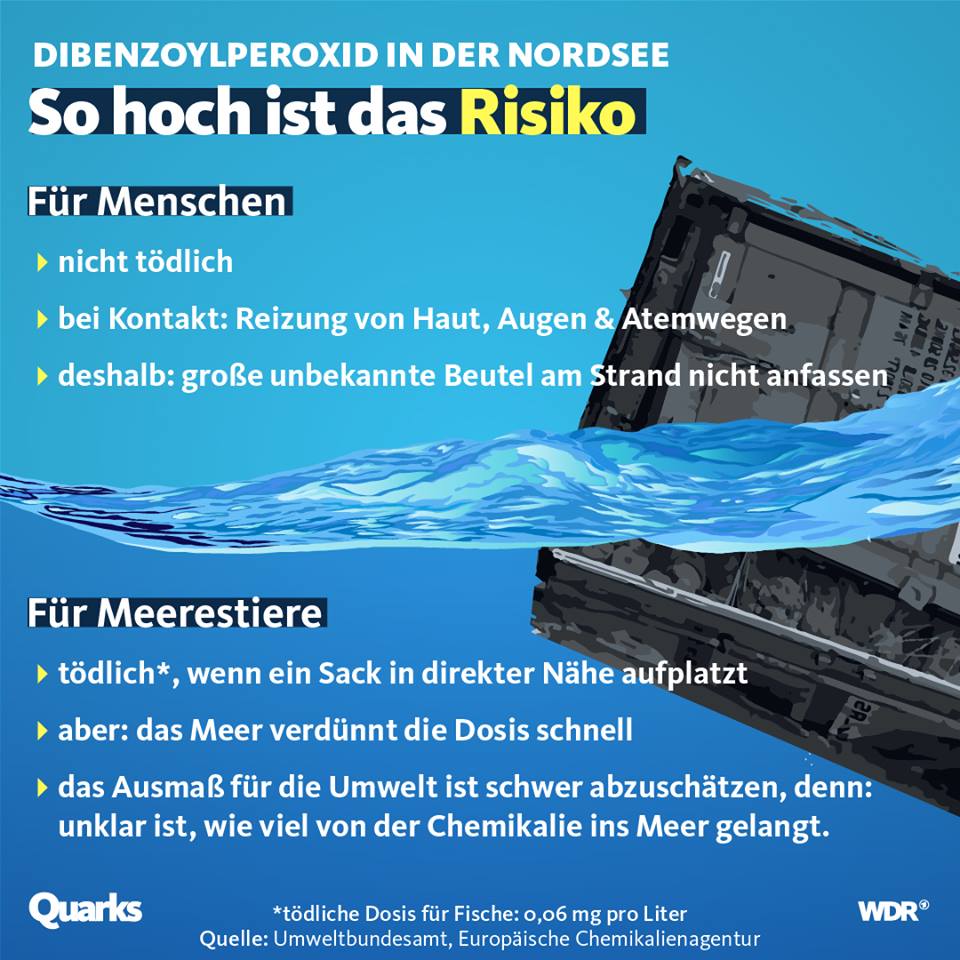 DIBENZOYLPEROXID IN DER NORDSEE
So hoch ist das Risiko
Für Menschen
nicht tödlich
bei Kontakt: Reizung von Haut, Augen & Atemwegen
deshalb: große unbekannte Beutel am Strand nicht anfassen
Für Meerestiere
tödlich*, wenn ein Sack in direkter Nähe aufplatzt
aber: das Meer verdünnt die Dosis schnell
das Ausmaß für die Umwelt ist schwer abzuschätzen, denn:
unklar ist, wie viel von der Chemikalie ins Meer gelangt.
Quarks
*tödliche Dosis für Fische: 0,06 mg pro Liter
Quelle: Umweltbundesamt, Europäische Chemikalienagentur
WDR